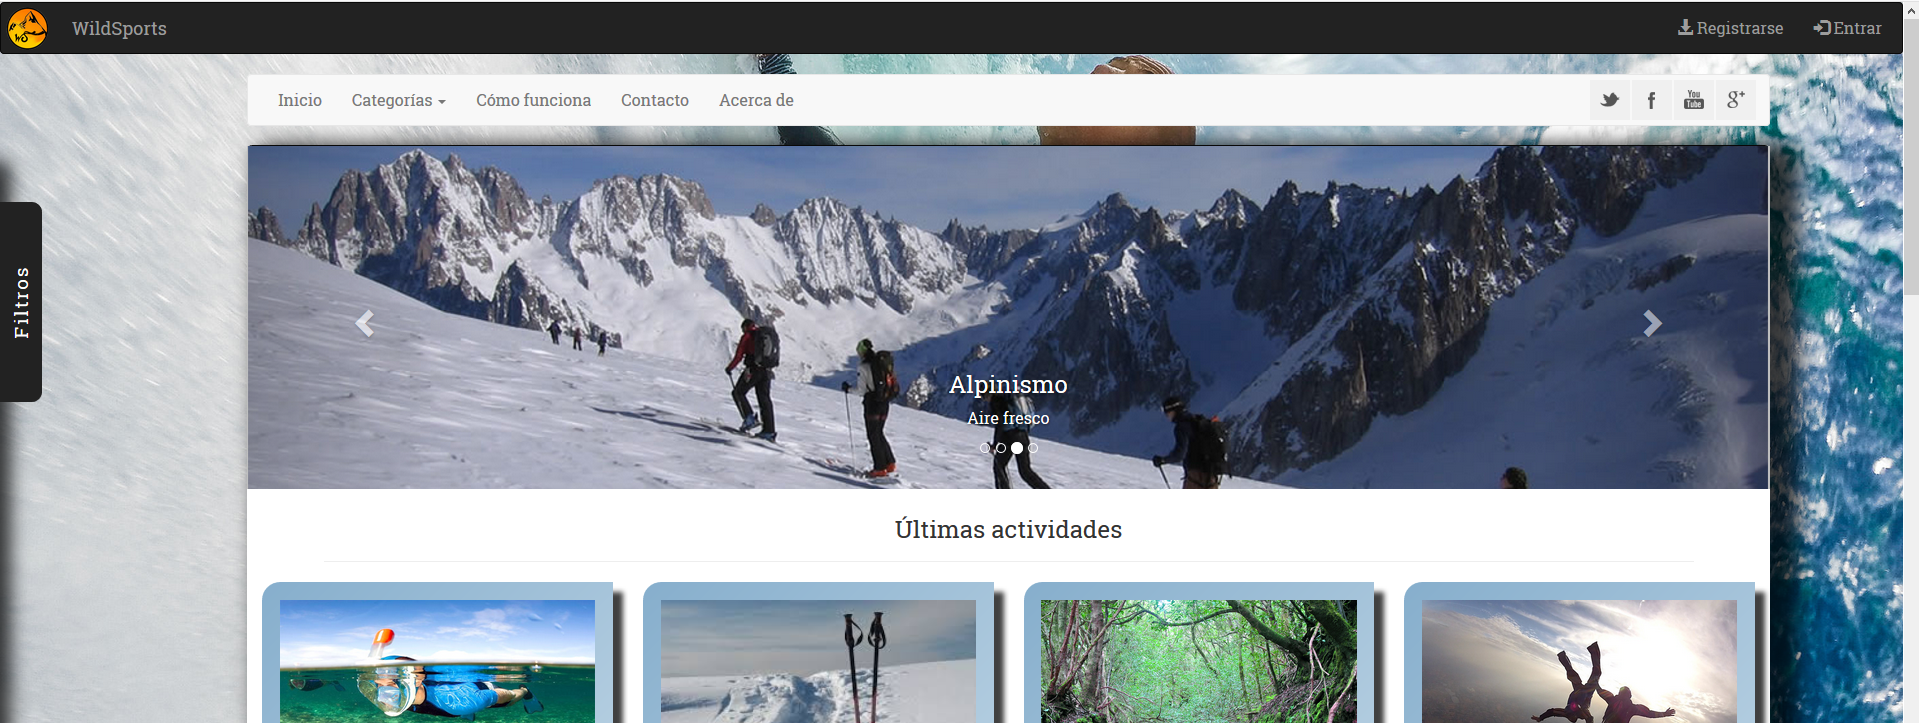 WildSports
Registrarse
Entrar
Inicio
Categorías
Cómo funciona
Contacto
Acerca de
You
Tube
g+
Filtros
Alpinismo
Aire fresco
Últimas actividades